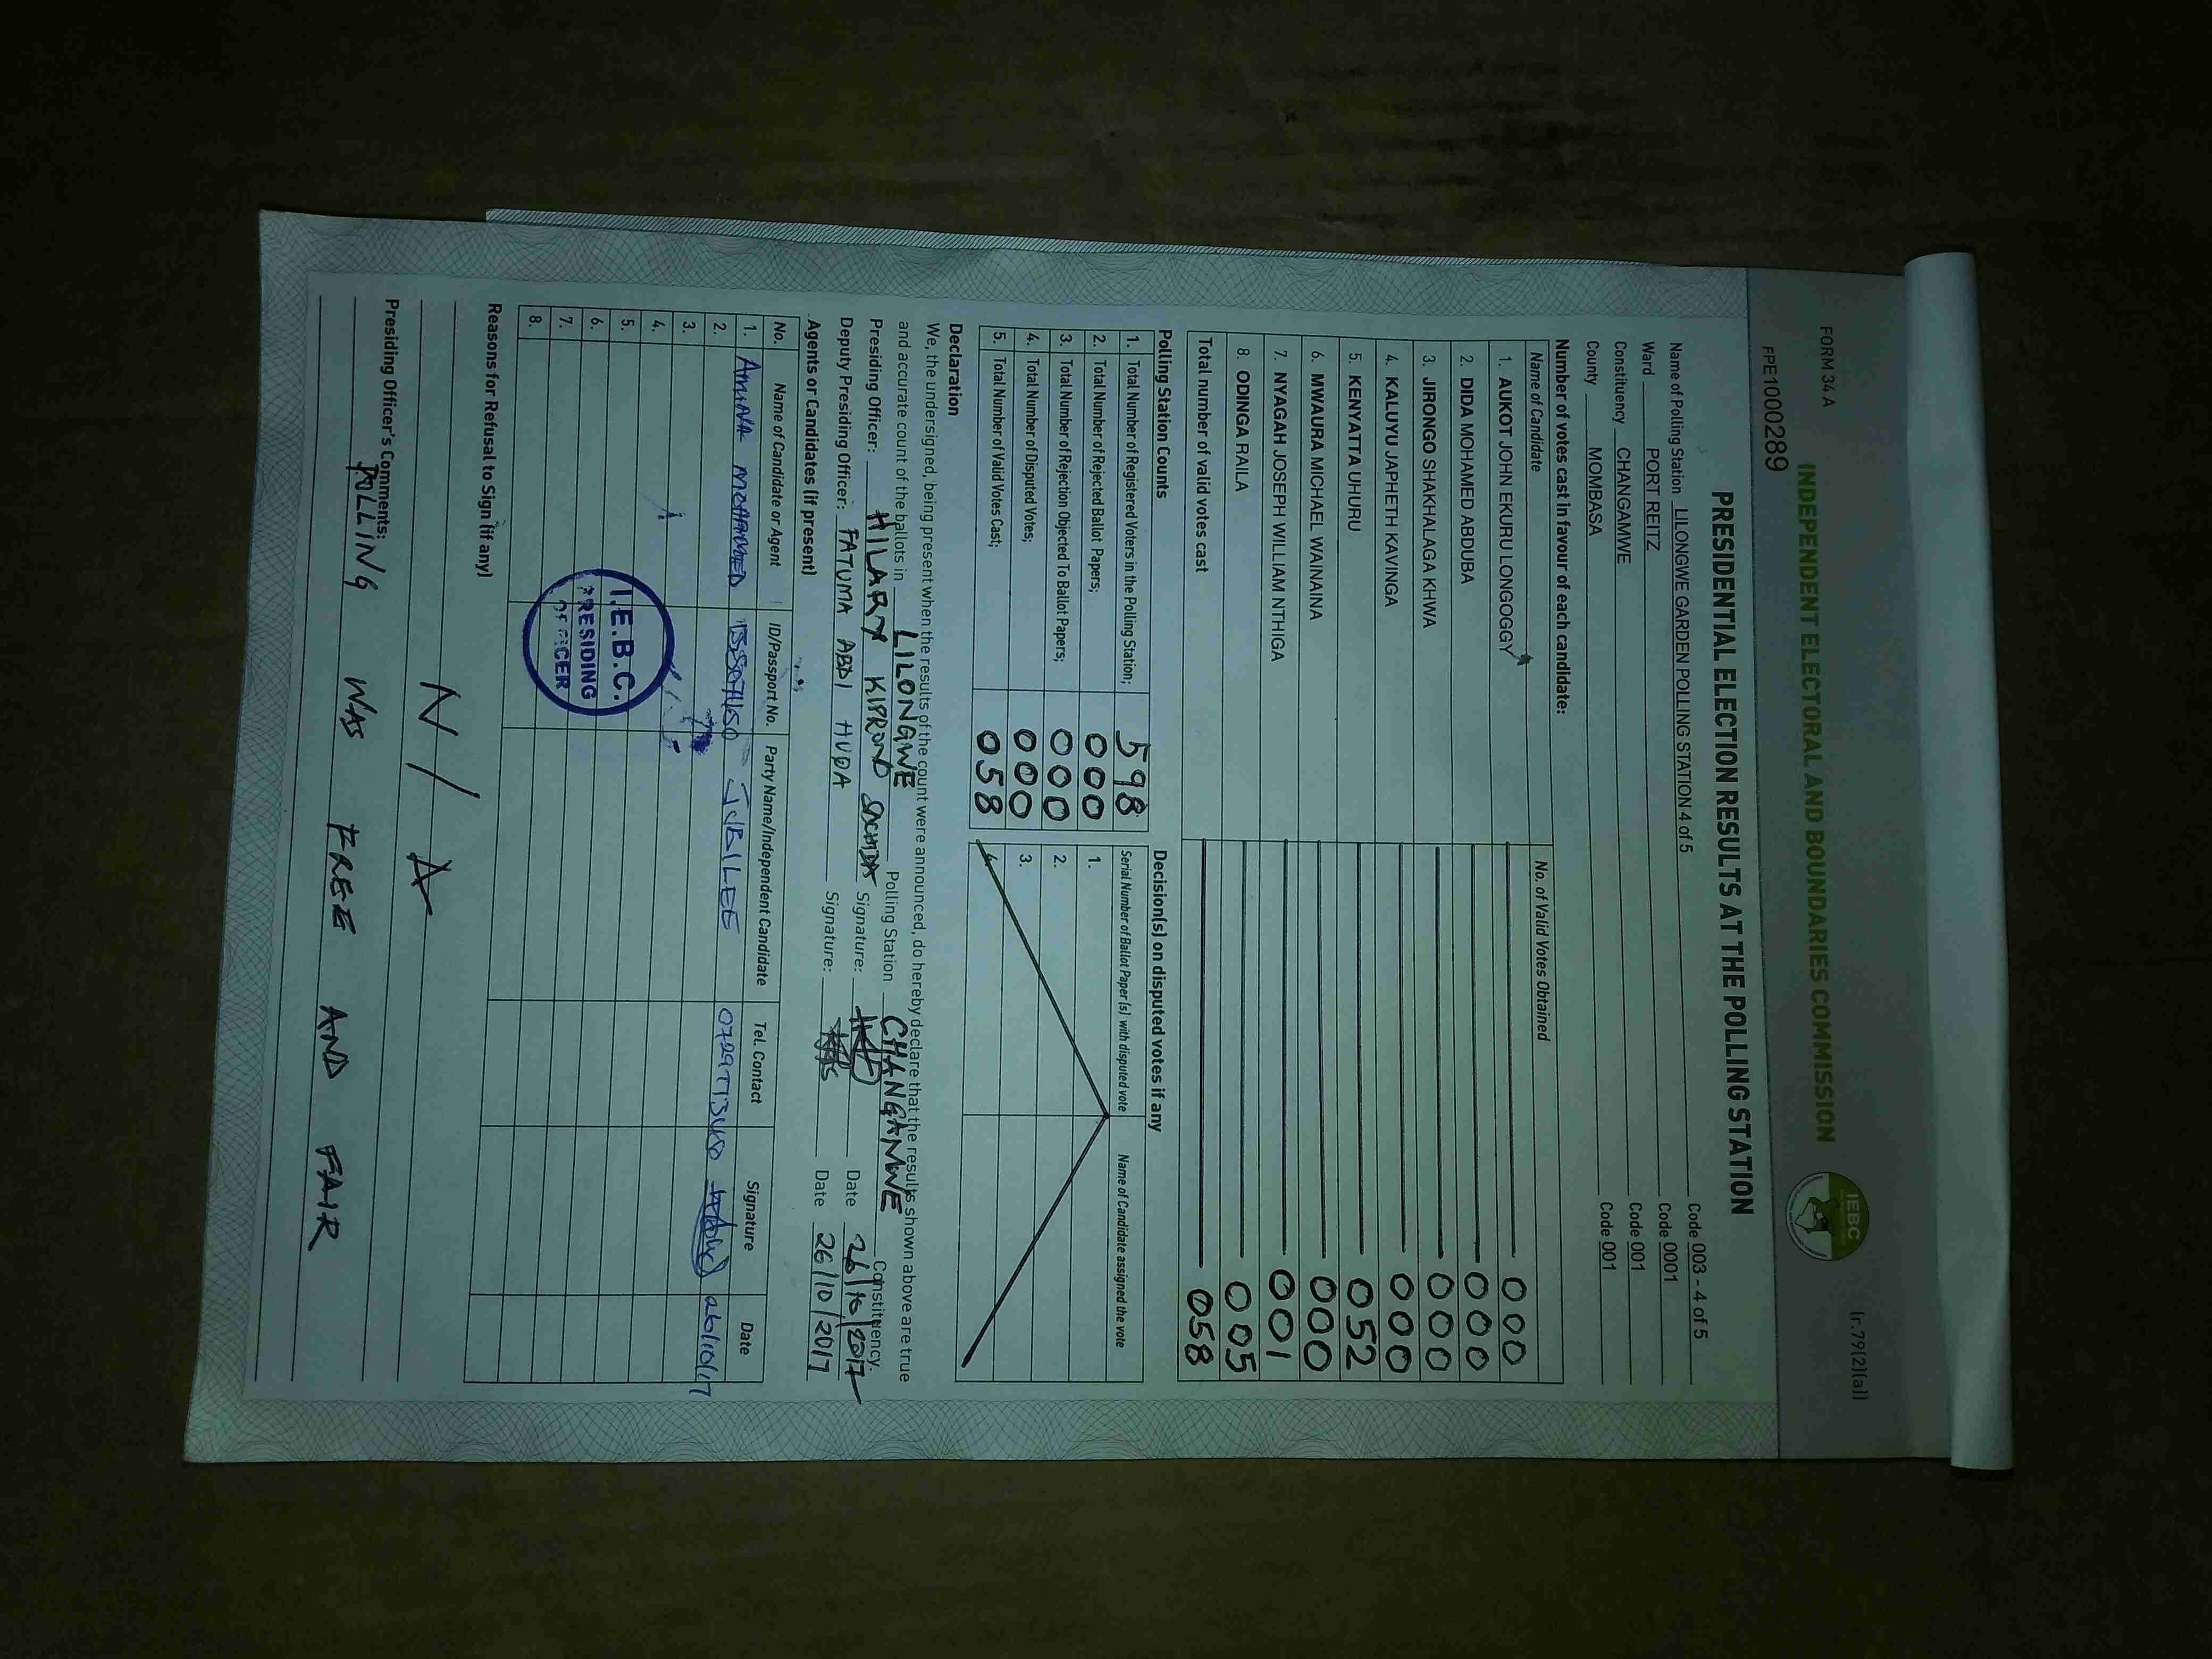 FORM 34 A
(r.79(2)(a))
INDEPENDENT ELECTORAL AND BOUNDARIES COMMISSION
IEBC
FPE1000289
PRESIDENTIAL ELECTION RESULTS AT THE POLLING STATION
Name of Polling Station LILONGWE GARDEN POLLING STATION 4 of 5 Code 003 - 4 of 5
Ward PORT REITZ Code 0001
Constituency CHANGAMWE Code 001
County MOMBASA Code 001
Number of votes cast in favour of each candidate:
Name of Candidate No. of Valid Votes Obtained
1. AUKOT JOHN EKURU LONGOGGY 000
2. DIDA MOHAMED ABDUBA 000
3. JIRONGO SHAKHALAGA KHWA 000
4. KALUYU JAPHETH KAVINGA 000
5. KENYATTA UHURU 052
6. MWAURA MICHAEL WAINAINA 000
7. NYAGAH JOSEPH WILLIAM NTHIGA 001
8. ODINGA RAILA 005
Total number of valid votes cast 058
Polling Station Counts
1. Total Number of Registered Voters in the Polling Station; 598
2. Total Number of Rejected Ballot Papers; 000
3 Total Number of Rejection Objected To Ballot Papers; 000
4. Total Number of Disputed Votes; 000
5. Total Number of Valid Votes Cast; 058
Decision(s) on disputed votes if any
Serial Number of Ballot Paper(s) with disputed vote Name of Candidate assigned the vote
1.
2.
3.
4.
Declaration
We, the undersigned, being present when the results of the count were announced, do hereby declare that the results shown above are true
and accurate count of the ballots in LILONGWE Polling Station CHANGAMWE Constituency.
Presiding Officer: HILARY Signature: Date 26/10/2017
Deputy Presiding Officer: FATUMA ABDI HUQA Signature: Date 26/10/2017
Agents or Candidates (if present)
No. Name of Candidate or Agent ID/Passport No. Party Name/Independent Candidate Tel. Contact Signature Date
1. AMINA MOHAMMED JUBILEE 26/10/17
2.
3.
4.
5.
6.
7.
8.
I.E.B.C.
PRESIDING
OFFICER
Reasons for Refusal to Sign (if any)
N/A
Presiding Officer's Comments:
POLLING WAS FREE AND FAIR